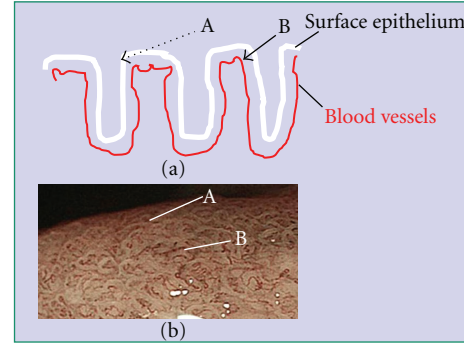 A
B
Surface epithelium
Blood vessels
(a)
A
B
(b)